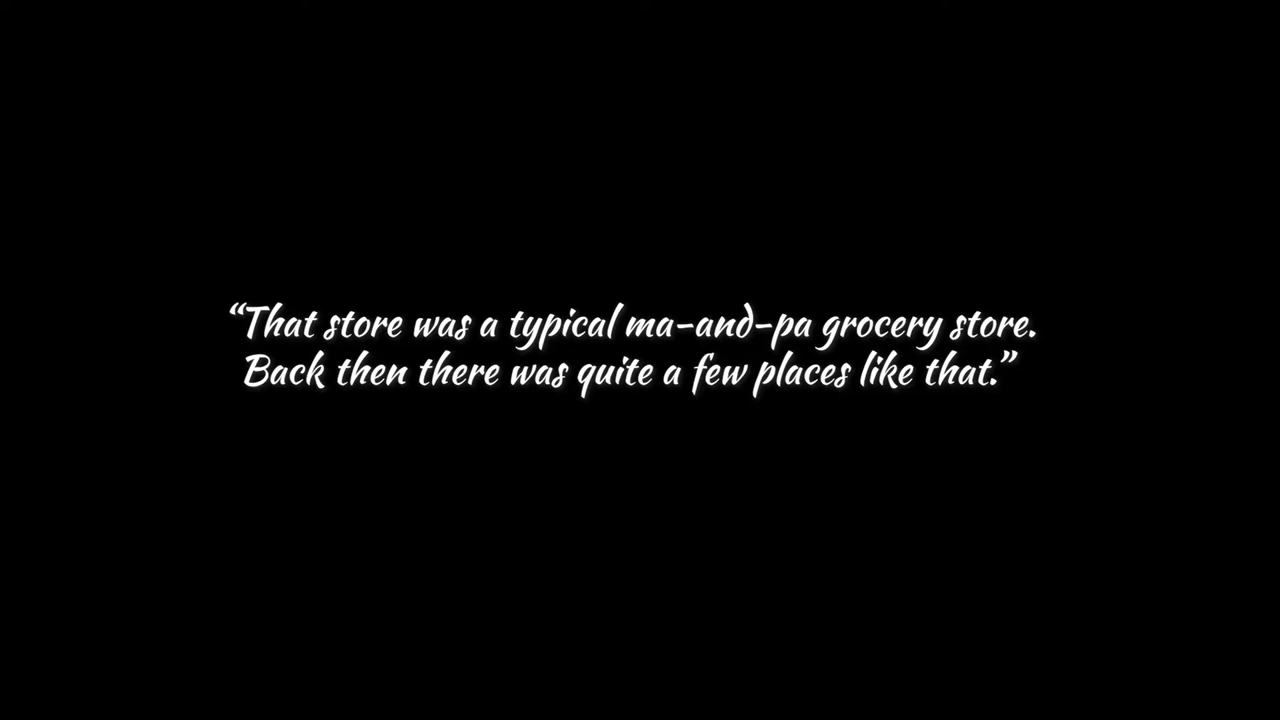 “That store was a typical ma-and-pa grocery store.
Back then there was quite a few places like that.”